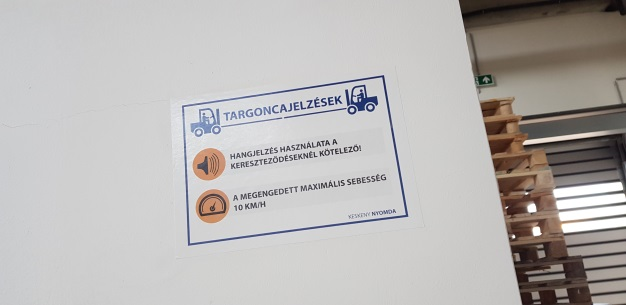 TARGONCAJELZÉSEK
HANGJELZÉS HASZNÁLATA A
KERESZTEZŐDÉSEKNÉL KÖTELEZŐ!
A MEGENGEDETT MAXIMÁLIS SEBESSÉG
10 KM/H
KESKENY NYOMDA